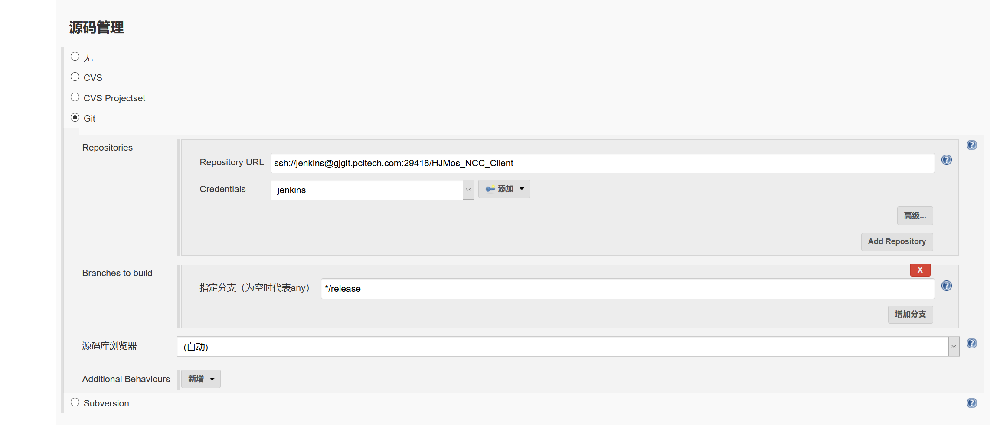 源码管理
无
CVS
CVS Projectset
Git
Repositories
Repository URL ssh://jenkins@gjgit.pcitech.com:29418/HJMos_NCC_Client
Credentials jenkins 添加
高级...
Add Repository
Branches to build
X
指定分支（为空时代表any） */release
增加分支
源码库浏览器 (自动)
Additional Behaviours 新增
Subversion